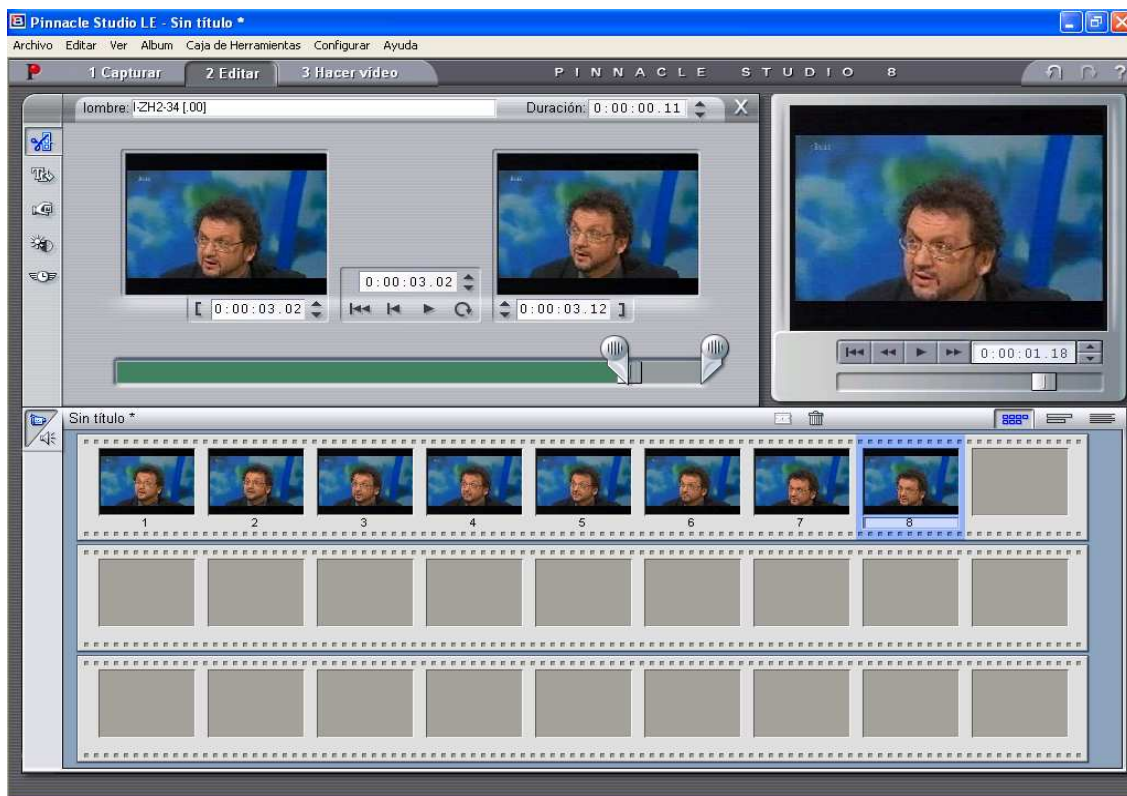 Pinnacle Studio LE - Sin título *
Archivo Editar Ver Album Caja de Herramientas Configurar Ayuda
P 1 Capturar 2 Editar 3 Hacer vídeo PINNACLE STUDIO 8 ?
lombre: I-ZH2-34 [.00] Duración: 0:00:00.11 X
0:00:03.02
[ 0:00:03.02 0:00:03.12 ]
0:00:01.18
Sin título *
1 2 3 4 5 6 7 8